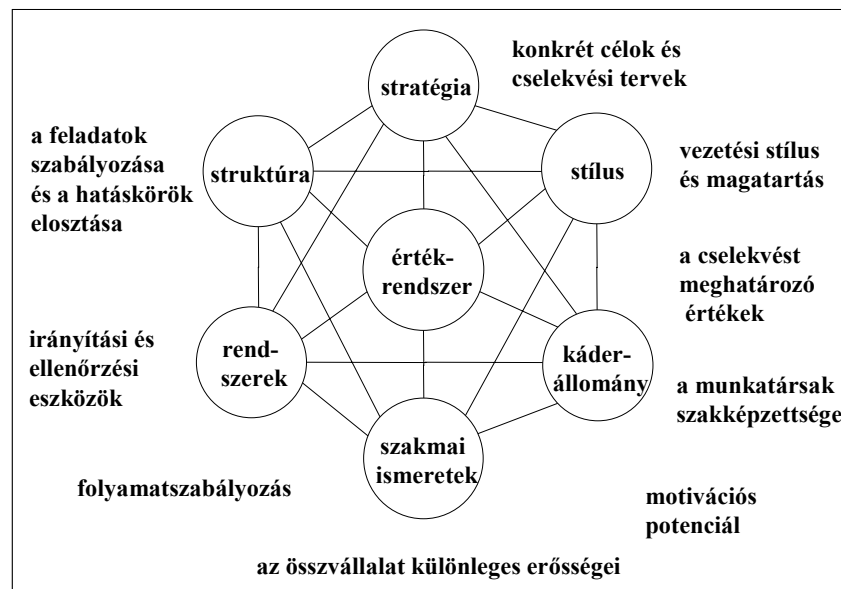 konkrét célok és
cselekvési tervek
stratégia
a feladatok
szabályozása
és a hatáskörök
elosztása
struktúra
stílus
vezetési stílus
és magatartás
érték-
rendszer
a cselekvést
meghatározó
értékek
irányítási és
ellenőrzési
eszközök
rend-
szerek
káder-
állomány
a munkatársak
szakképzettsége
szakmai
ismeretek
folyamatszabályozás
motivációs
potenciál
az összvállalat különleges erősségei